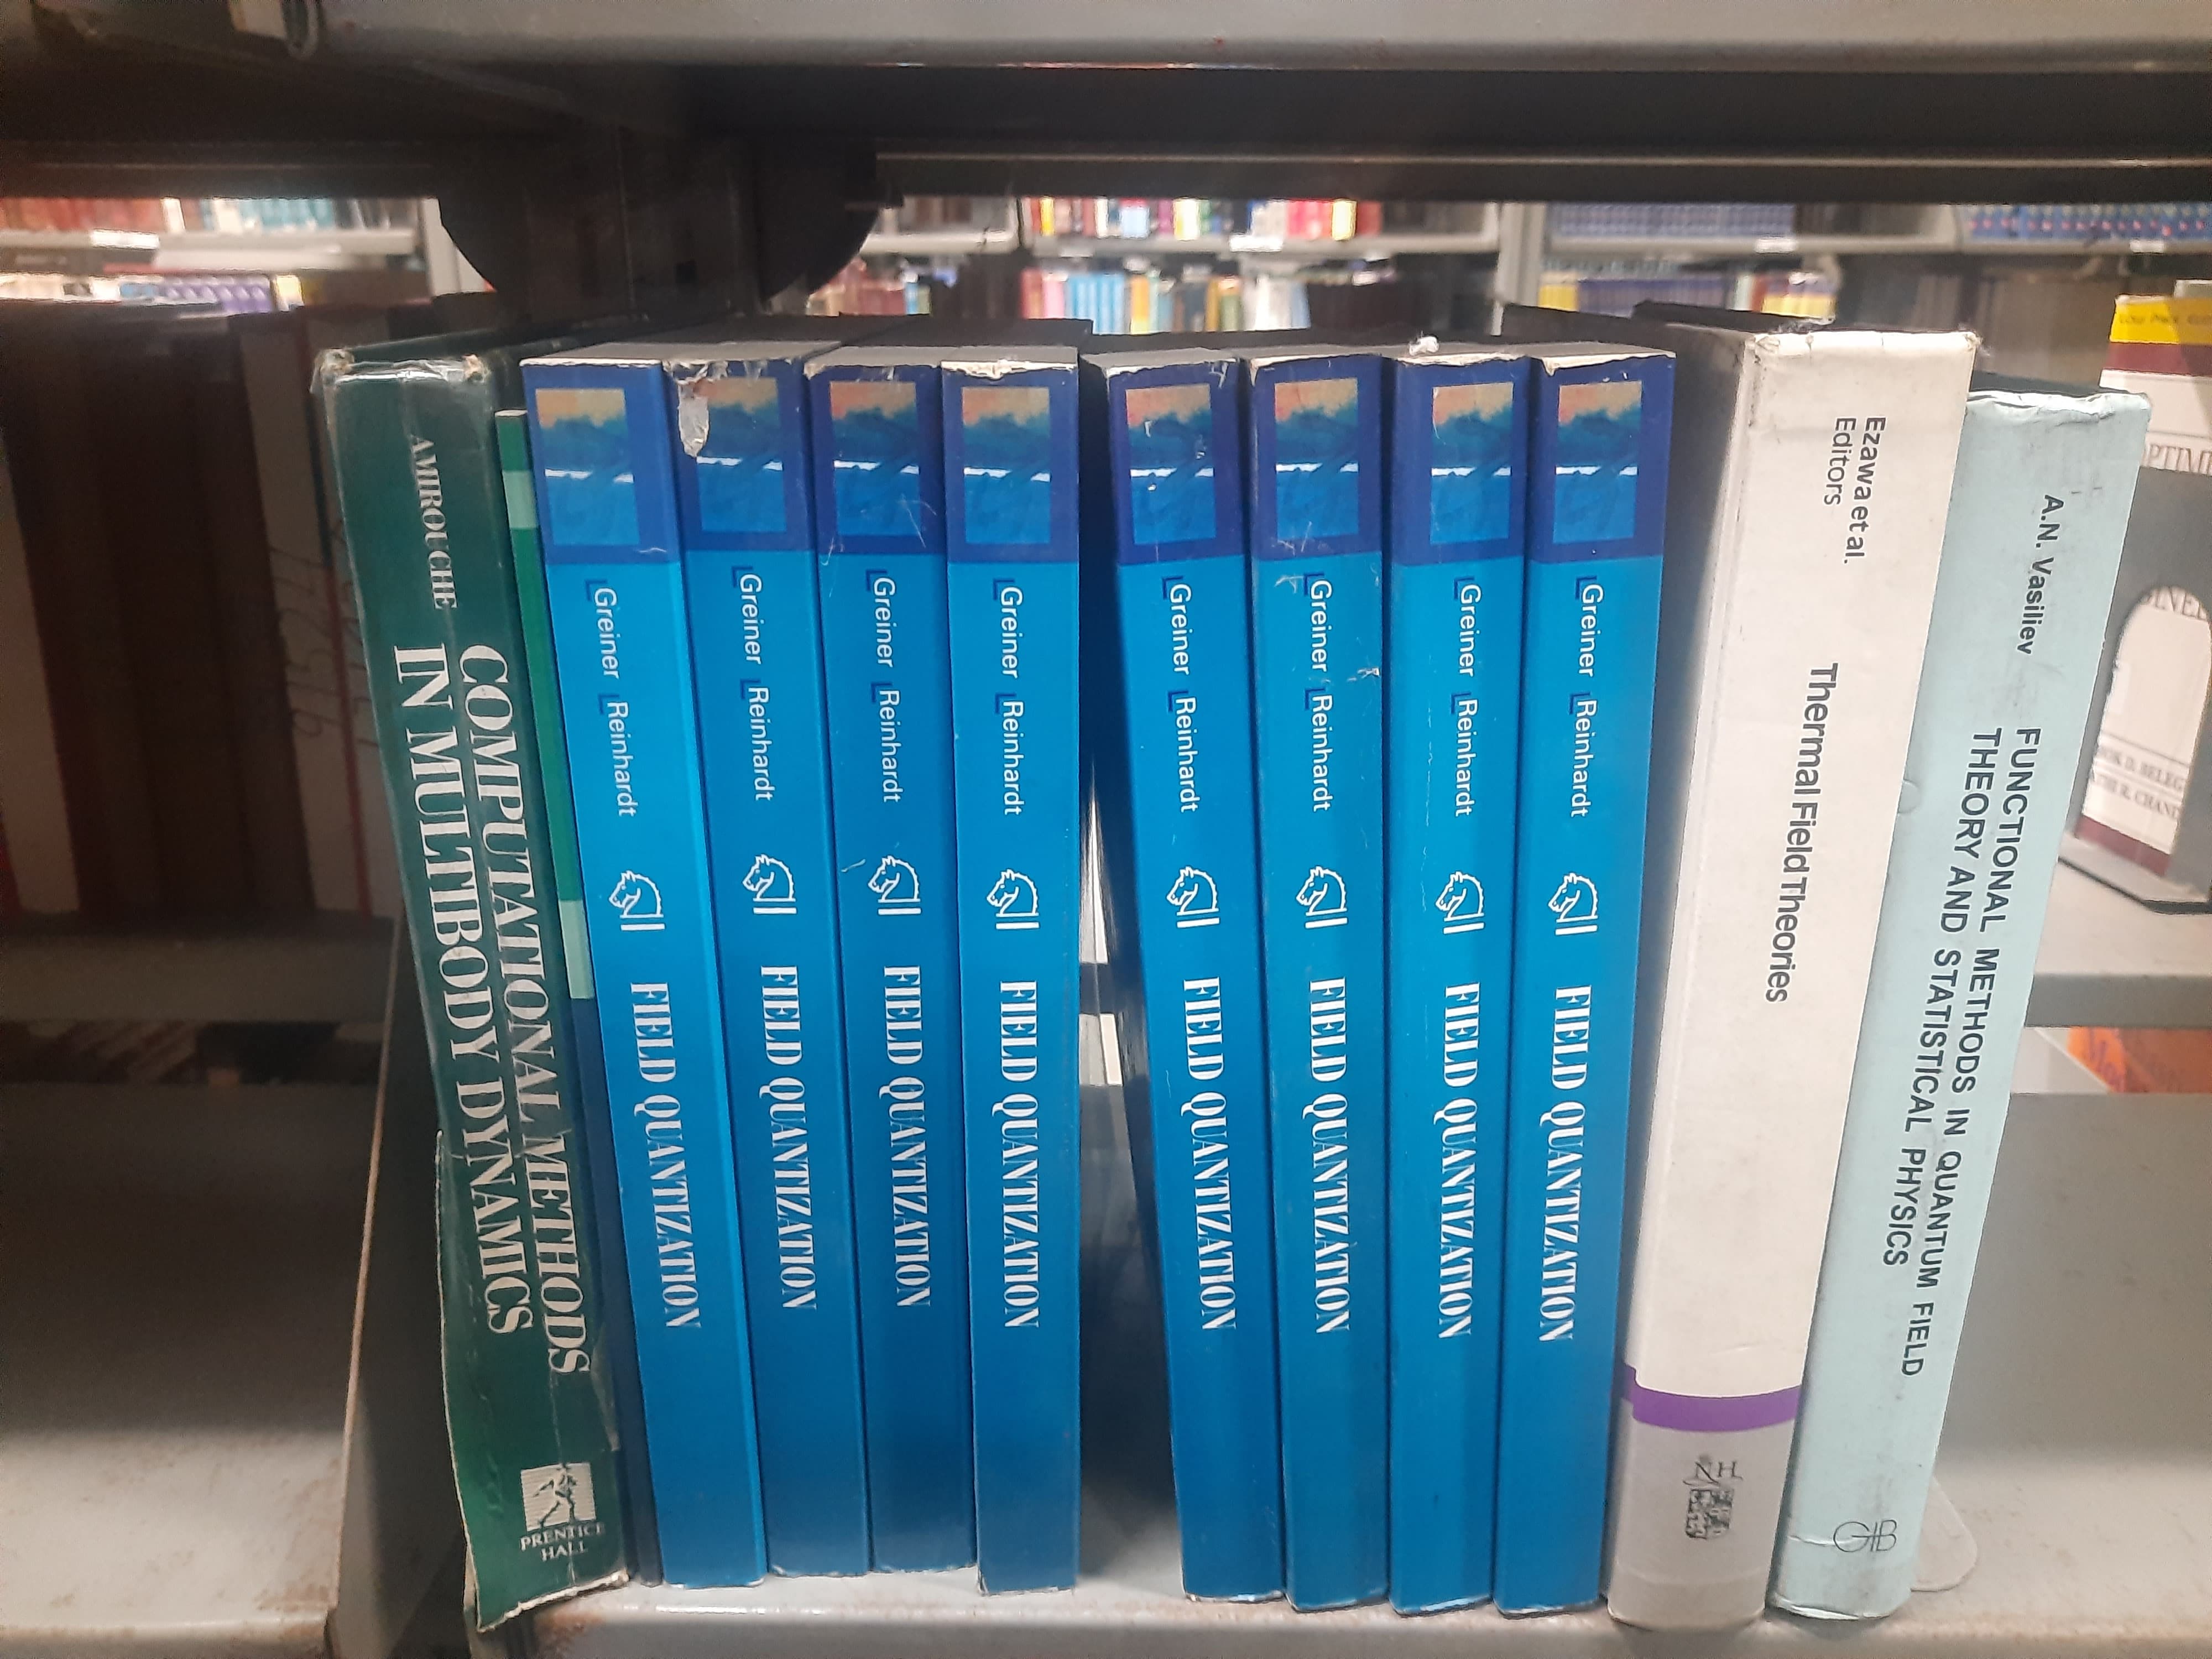 AMIROUCHE
COMPUTATIONAL METHODS
IN MULTIBODY DYNAMICS
PRENTICE
HALL
Greiner Reinhardt FIELD QUANTIZATION
Greiner Reinhardt FIELD QUANTIZATION
Greiner Reinhardt FIELD QUANTIZATION
Greiner Reinhardt FIELD QUANTIZATION
Greiner Reinhardt FIELD QUANTIZATION
Greiner Reinhardt FIELD QUANTIZATION
Greiner Reinhardt FIELD QUANTIZATION
Greiner Reinhardt FIELD QUANTIZATION
Ezawa et al.
Editors
Thermal Field Theories
NH
A.N. Vasiliev
FUNCTIONAL METHODS IN QUANTUM FIELD
THEORY AND STATISTICAL PHYSICS
GB